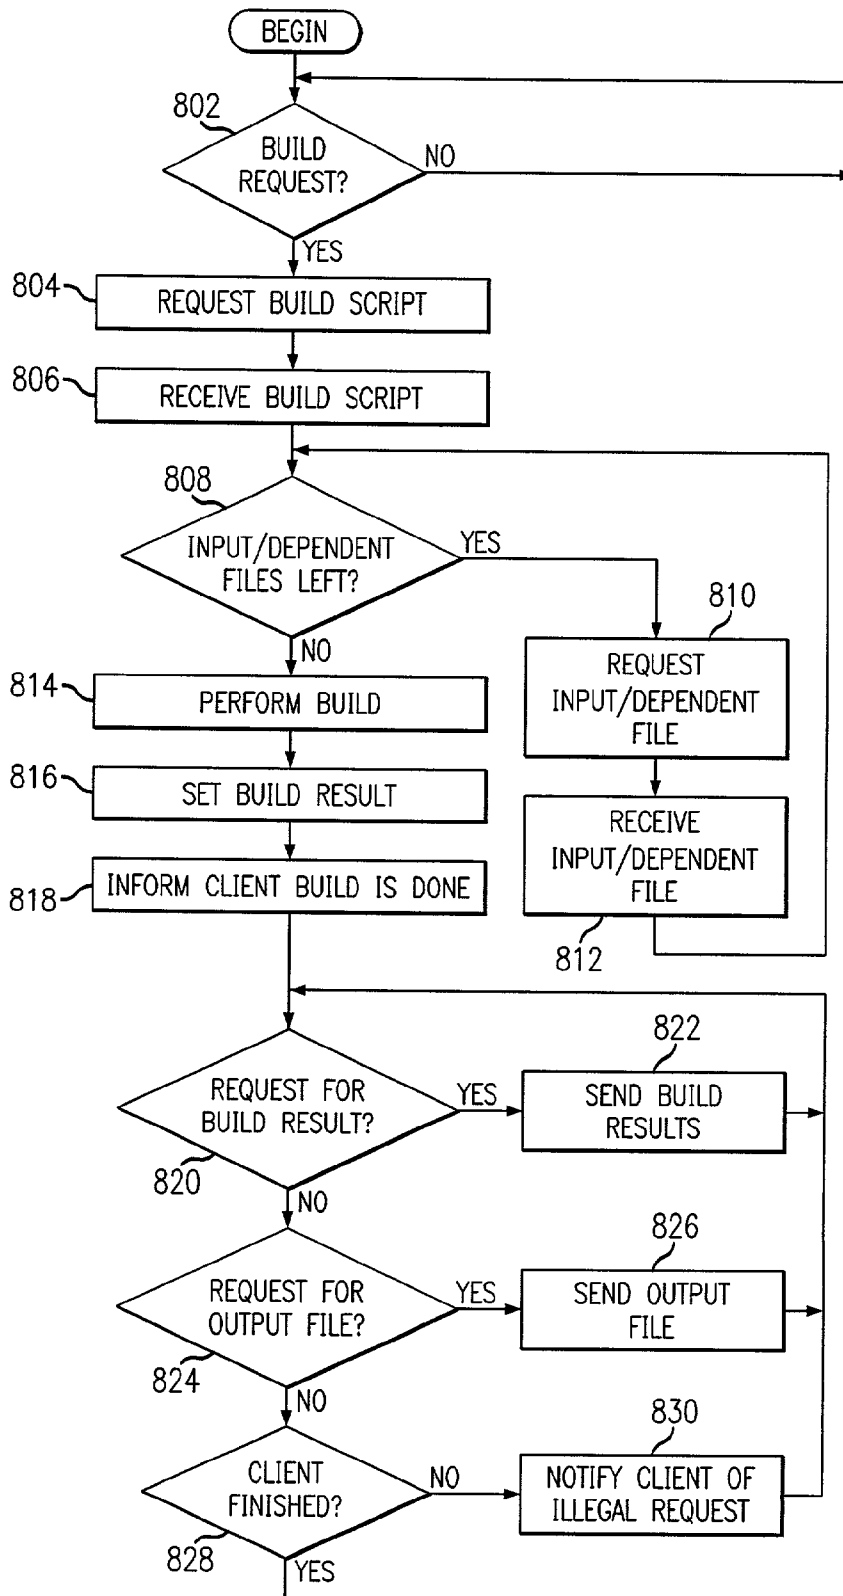 BEGIN
802
BUILD
REQUEST?
NO
YES
804
REQUEST BUILD SCRIPT
806
RECEIVE BUILD SCRIPT
808
INPUT/DEPENDENT
FILES LEFT?
YES
NO
810
REQUEST
INPUT/DEPENDENT
FILE
814
PERFORM BUILD
816
SET BUILD RESULT
RECEIVE
INPUT/DEPENDENT
FILE
812
818
INFORM CLIENT BUILD IS DONE
820
REQUEST FOR
BUILD RESULT?
YES
NO
822
SEND BUILD
RESULTS
824
REQUEST FOR
OUTPUT FILE?
YES
NO
826
SEND OUTPUT
FILE
828
CLIENT
FINISHED?
NO
YES
830
NOTIFY CLIENT OF
ILLEGAL REQUEST